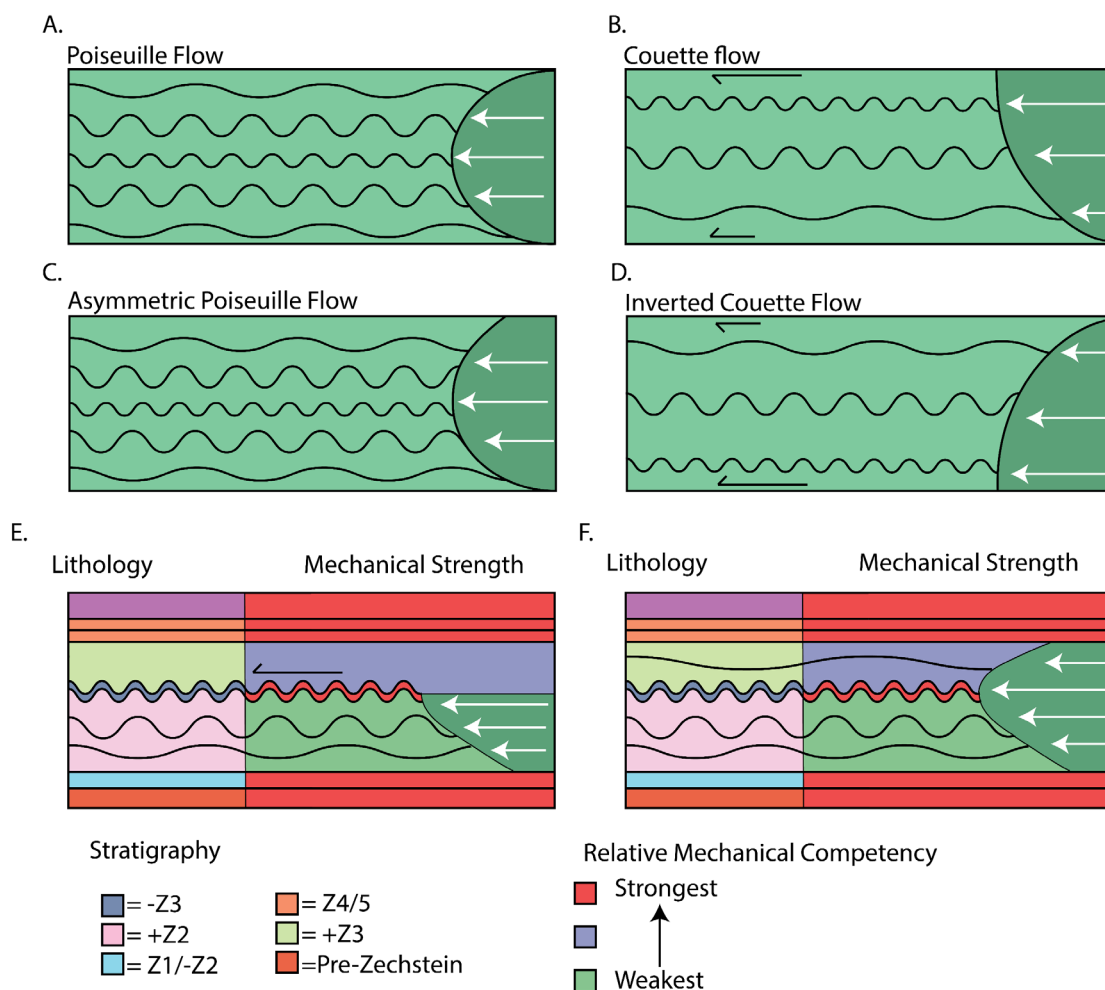 A.
Poiseuille Flow
B.
Couette flow
C.
Asymmetric Poiseuille Flow
D.
Inverted Couette Flow
E.
Lithology
Mechanical Strength
F.
Lithology
Mechanical Strength
Stratigraphy
= -Z3
= +Z2
= Z1/-Z2
= Z4/5
= +Z3
=Pre-Zechstein
Relative Mechanical Competency
Strongest
Weakest